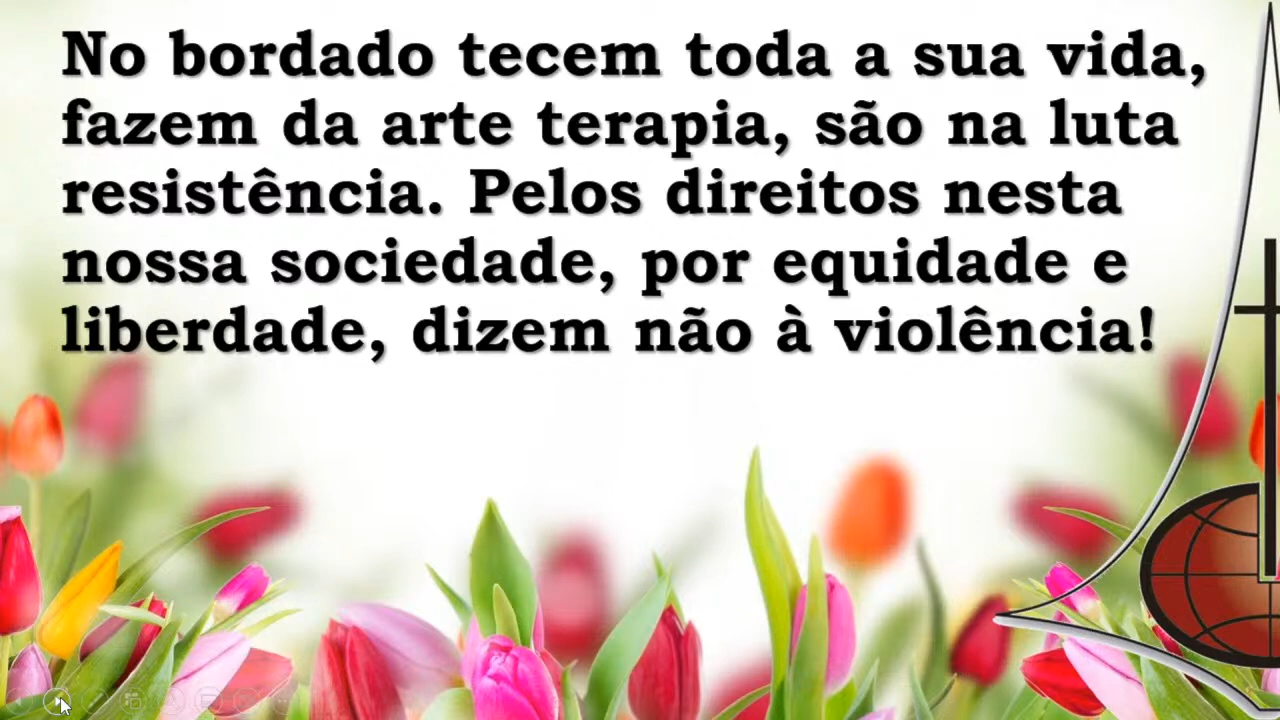 No bordado tecem toda a sua vida,
fazem da arte terapia, são na luta
resistência. Pelos direitos nesta
nossa sociedade, por equidade e
liberdade, dizem não à violência!